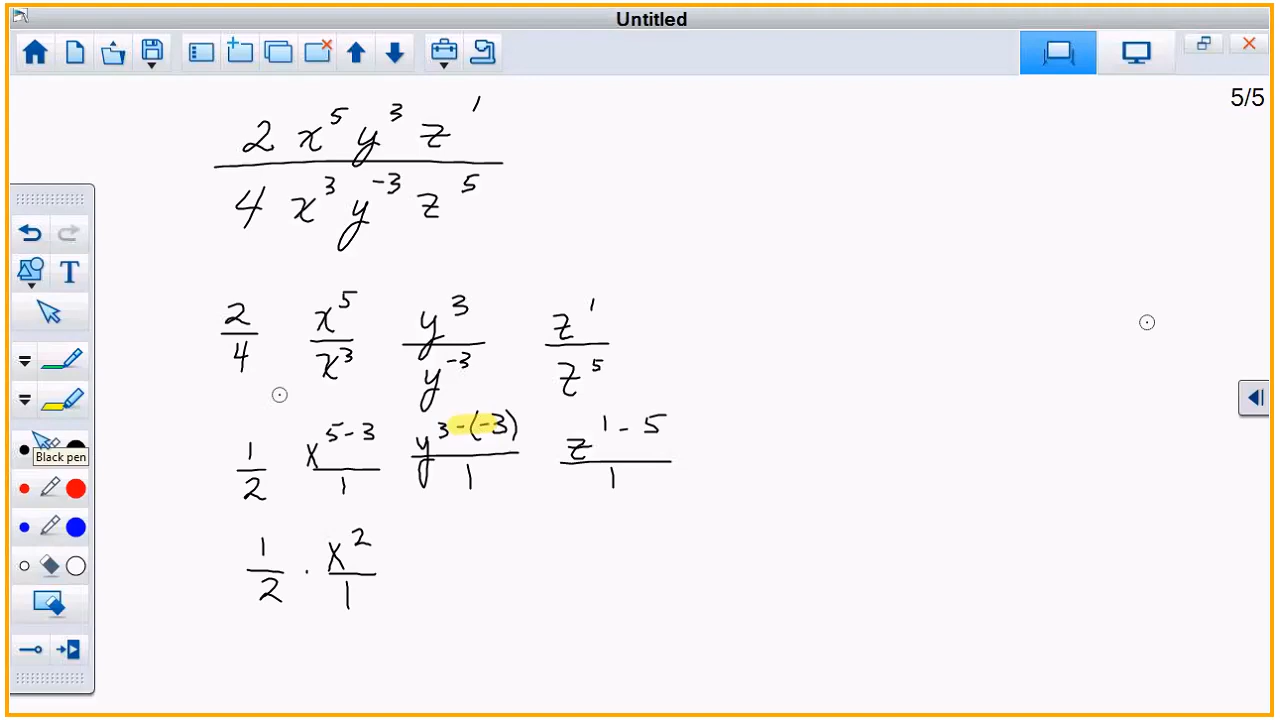 Untitled
5/5
2 x^5 y^3 z^1
4 x^3 y^-3 z^5
2 x^5 y^3 z^1
4 x^3 y^-3 z^5
T
x^5-3 y^3-(-3) z^1-5
1 1 1 1
2
Black pen
1 . x^2
2 1